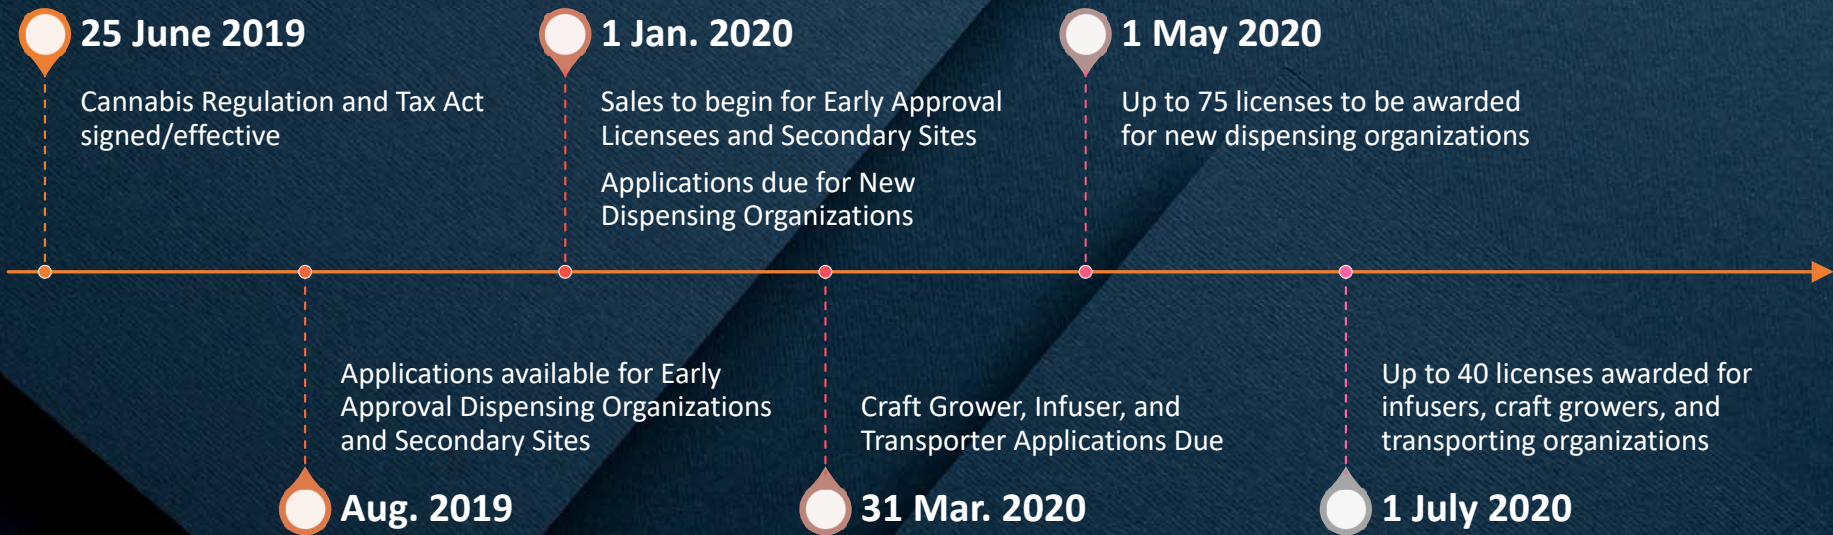 25 June 2019
Cannabis Regulation and Tax Act
signed/effective
Aug. 2019
Applications available for Early
Approval Dispensing Organizations
and Secondary Sites
1 Jan. 2020
Sales to begin for Early Approval
Licensees and Secondary Sites
Applications due for New
Dispensing Organizations
31 Mar. 2020
Craft Grower, Infuser, and
Transporter Applications Due
1 May 2020
Up to 75 licenses to be awarded
for new dispensing organizations
1 July 2020
Up to 40 licenses awarded for
infusers, craft growers, and
transporting organizations